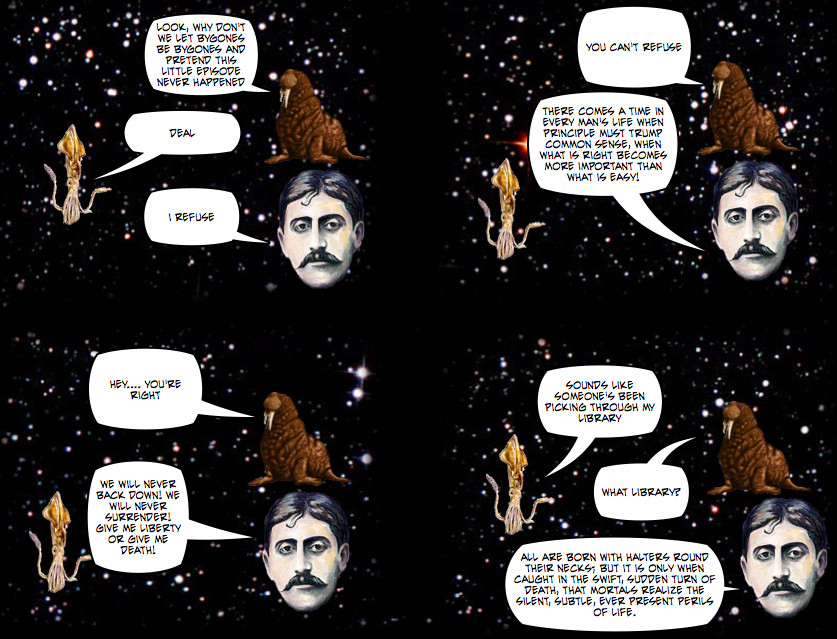 LOOK, WHY DON'T
WE LET BYGONES
BE BYGONES AND
PRETEND THIS
LITTLE EPISODE
NEVER HAPPENED
DEAL
I REFUSE
YOU CAN'T REFUSE
THERE COMES A TIME IN
EVERY MAN'S LIFE WHEN
PRINCIPLE MUST TRUMP
COMMON SENSE, WHEN
WHAT IS RIGHT BECOMES
MORE IMPORTANT THAN
WHAT IS EASY!
HEY.... YOU'RE
RIGHT
WE WILL NEVER
BACK DOWN! WE
WILL NEVER
SURRENDER!
GIVE ME LIBERTY
OR GIVE ME
DEATH!
SOUNDS LIKE
SOMEONE'S BEEN
PICKING THROUGH MY
LIBRARY
WHAT LIBRARY?
ALL ARE BORN WITH HALTERS ROUND
THEIR NECKS; BUT IT IS ONLY WHEN
CAUGHT IN THE SWIFT, SUDDEN TURN OF
DEATH, THAT MORTALS REALIZE THE
SILENT, SUBTLE, EVER PRESENT PERILS
OF LIFE.